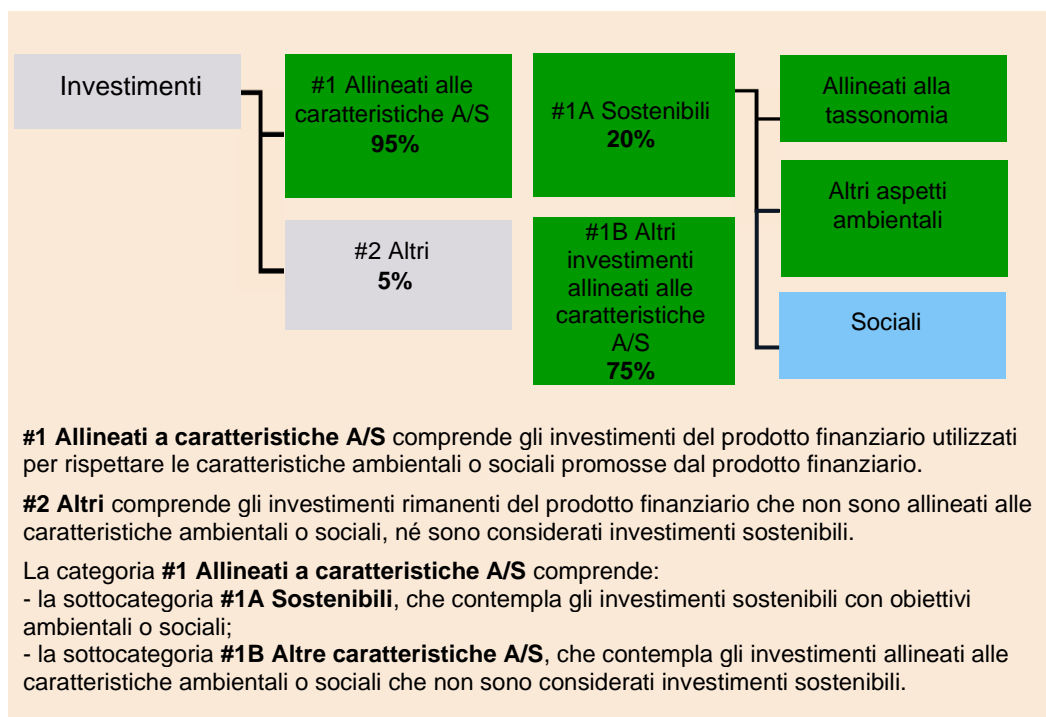 Investimenti
#1 Allineati alle
caratteristiche A/S
95%
#2 Altri
5%
#1A Sostenibili
20%
#1B Altri
investimenti
allineati alle
caratteristiche
A/S
75%
Allineati alla
tassonomia
Altri aspetti
ambientali
Sociali
#1 Allineati a caratteristiche A/S comprende gli investimenti del prodotto finanziario utilizzati
per rispettare le caratteristiche ambientali o sociali promosse dal prodotto finanziario.
#2 Altri comprende gli investimenti rimanenti del prodotto finanziario che non sono allineati alle
caratteristiche ambientali o sociali, né sono considerati investimenti sostenibili.
La categoria #1 Allineati a caratteristiche A/S comprende:
- la sottocategoria #1A Sostenibili, che contempla gli investimenti sostenibili con obiettivi
ambientali o sociali;
- la sottocategoria #1B Altre caratteristiche A/S, che contempla gli investimenti allineati alle
caratteristiche ambientali o sociali che non sono considerati investimenti sostenibili.